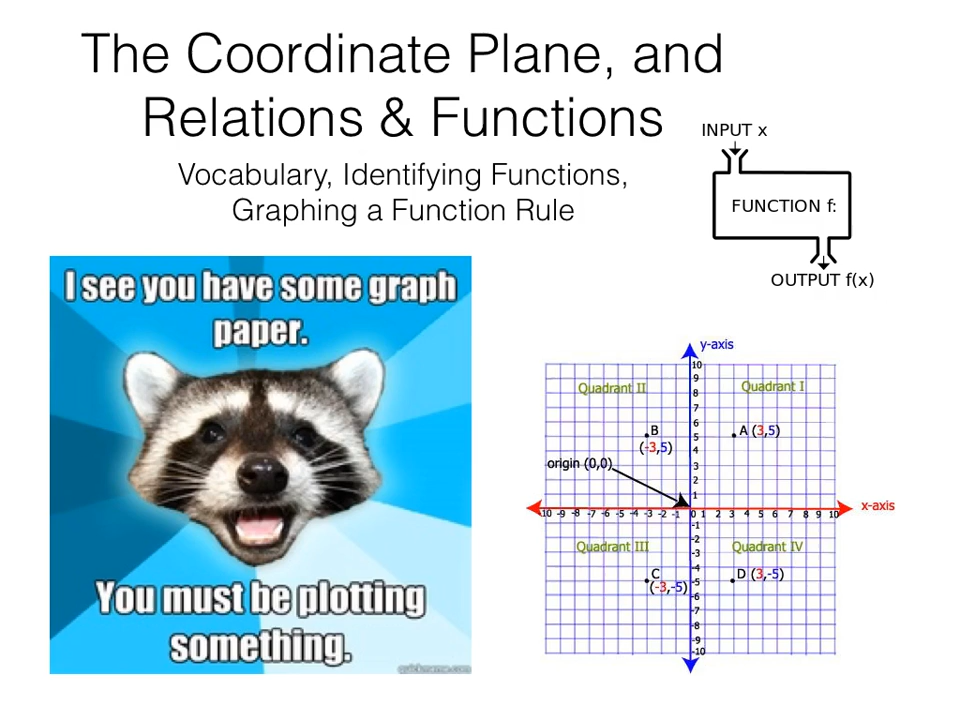 The Coordinate Plane, and
Relations & Functions
Vocabulary, Identifying Functions,
Graphing a Function Rule
INPUT x
FUNCTION f:
OUTPUT f(x)
I see you have some graph
paper.
You must be plotting
something.
quickmeme.com
y-axis
Quadrant II
Quadrant I
B
(-3,5)
A (3,5)
origin (0,0)
x-axis
10
9
8
7
6
5
4
3
2
1
-10 -9 -8 -7 -6 -5 -4 -3 -2 -1 0 1 2 3 4 5 6 7 8 9 10
-1
-2
-3
-4
-5
-6
-7
-8
-9
-10
Quadrant III
Quadrant IV
C
(-3,-5)
D (3,-5)